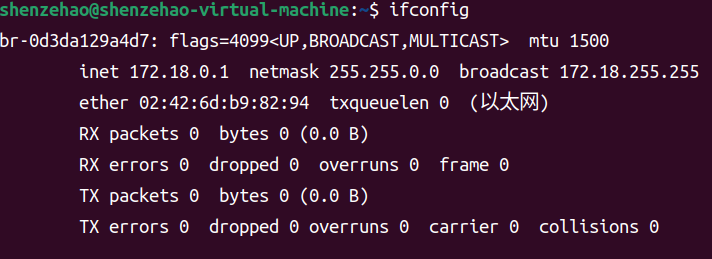 shenzehao@shenzehao-virtual-machine:~$ ifconfig
br-0d3da129a4d7: flags=4099<UP,BROADCAST,MULTICAST>  mtu 1500
        inet 172.18.0.1  netmask 255.255.0.0  broadcast 172.18.255.255
        ether 02:42:6d:b9:82:94  txqueuelen 0  (以太网)
        RX packets 0  bytes 0 (0.0 B)
        RX errors 0  dropped 0  overruns 0  frame 0
        TX packets 0  bytes 0 (0.0 B)
        TX errors 0  dropped 0 overruns 0  carrier 0  collisions 0